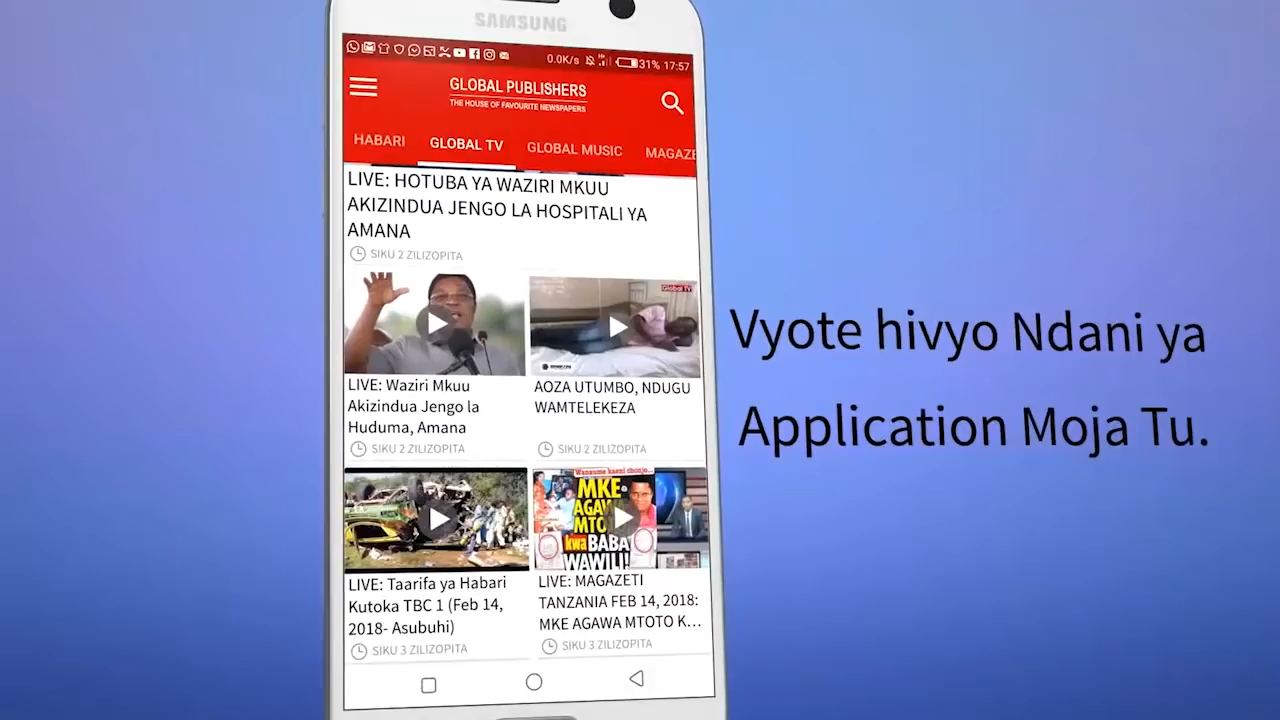 SAMSUNG
0.0K/s
31% 17:57
GLOBAL PUBLISHERS
THE HOUSE OF FAVOURITE NEWSPAPERS
HABARI GLOBAL TV GLOBAL MUSIC MAGAZE
LIVE: HOTUBA YA WAZIRI MKUU
AKIZINDUA JENGO LA HOSPITALI YA
AMANA
SIKU 2 ZILIZOPITA
Global TV
LIVE: Waziri Mkuu
Akizindua Jengo la
Huduma, Amana
SIKU 2 ZILIZOPITA
AOZA UTUMBO, NDUGU
WAMTELEKEZA
SIKU 2 ZILIZOPITA
MKE
AGAW
MTO
kwa BABA
WAWILI!
LIVE: Taarifa ya Habari
Kutoka TBC 1 (Feb 14,
2018- Asubuhi)
SIKU 3 ZILIZOPITA
LIVE: MAGAZETI
TANZANIA FEB 14, 2018:
MKE AGAWA MTOTO K...
SIKU 3 ZILIZOPITA
Vyote hivyo Ndani ya
Application Moja Tu.